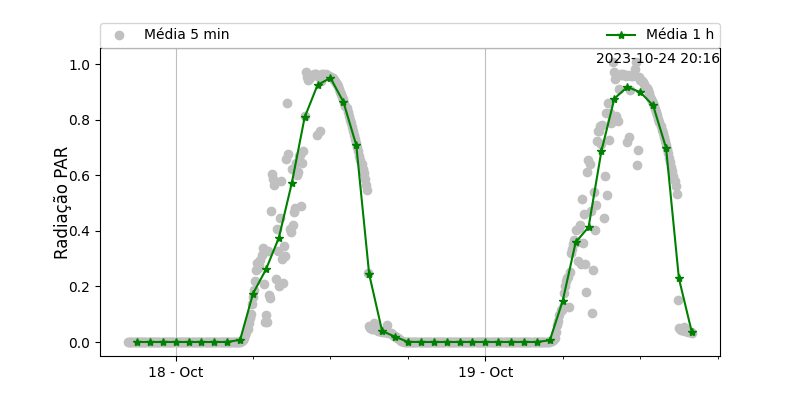 Média 5 min
Média 1 h
2023-10-24 20:16
Radiação PAR
1.0
0.8
0.6
0.4
0.2
0.0
18 - Oct
19 - Oct